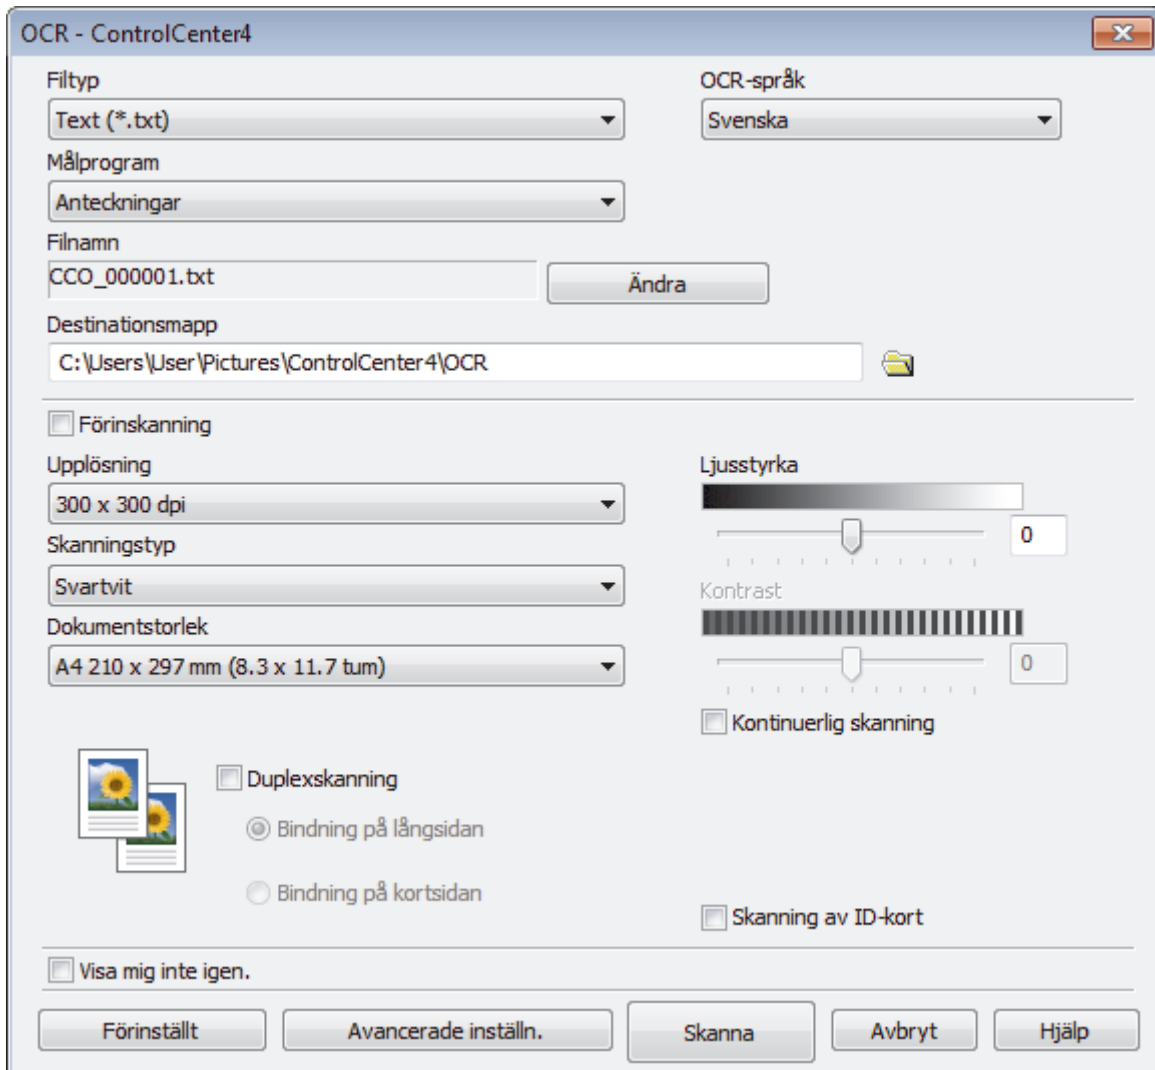 OCR - ControlCenter4
Filtyp
OCR-språk
Text (*.txt)
Svenska
Målprogram
Anteckningar
Filnamn
CCO_000001.txt
Ändra
Destinationsmapp
C:\Users\User\Pictures\ControlCenter4\OCR
Förinskanning
Upplösning
Ljusstyrka
300 x 300 dpi
0
Skanningstyp
Svartvit
Kontrast
Dokumentstorlek
A4 210 x 297 mm (8.3 x 11.7 tum)
0
Kontinuerlig skanning
Duplexskanning
Bindning på långsidan
Bindning på kortsidan
Skanning av ID-kort
Visa mig inte igen.
Förinställt
Avancerade inställn.
Skanna
Avbryt
Hjälp